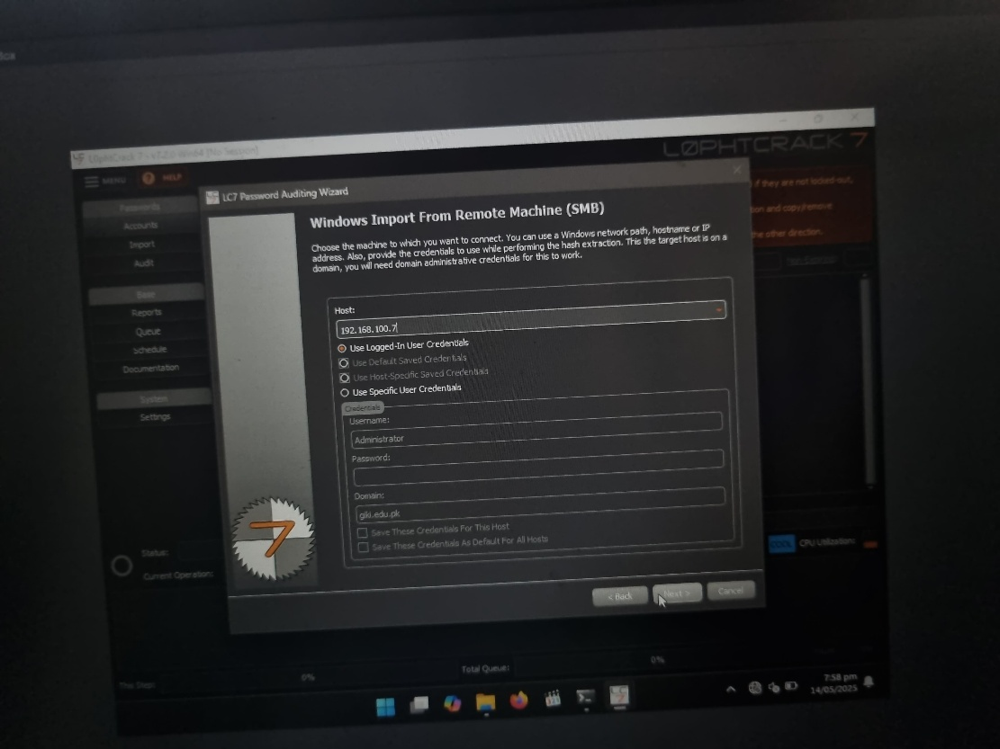 Box
L0phtCrack 7 - v7.2.0 Win64 [No Session]
L0PHTCRACK 7
MENU
HELP
Passwords
Accounts
Import
Audit
Base
Reports
Queue
Schedule
Documentation
System
Settings
if they are not locked-out,
tion and copy/remove
the other direction.
LC7 Password Auditing Wizard
Windows Import From Remote Machine (SMB)
Choose the machine to which you want to connect. You can use a Windows network path, hostname or IP
address. Also, provide the credentials to use while performing the hash extraction. This the target host is on a
domain, you will need domain administrative credentials for this to work.
Host:
192.168.100.7
Use Logged-In User Credentials
Use Default Saved Credentials
Use Host-Specific Saved Credentials
Use Specific User Credentials
Credentials
Username:
Administrator
Password:
Domain:
giki.edu.pk
Save These Credentials For This Host
Save These Credentials As Default For All Hosts
< Back
Next >
Cancel
7
Status:
Current Operation:
COOL
CPU Utilization:
This Step:
0%
Total Queue:
0%
7:58 pm
14/05/2025